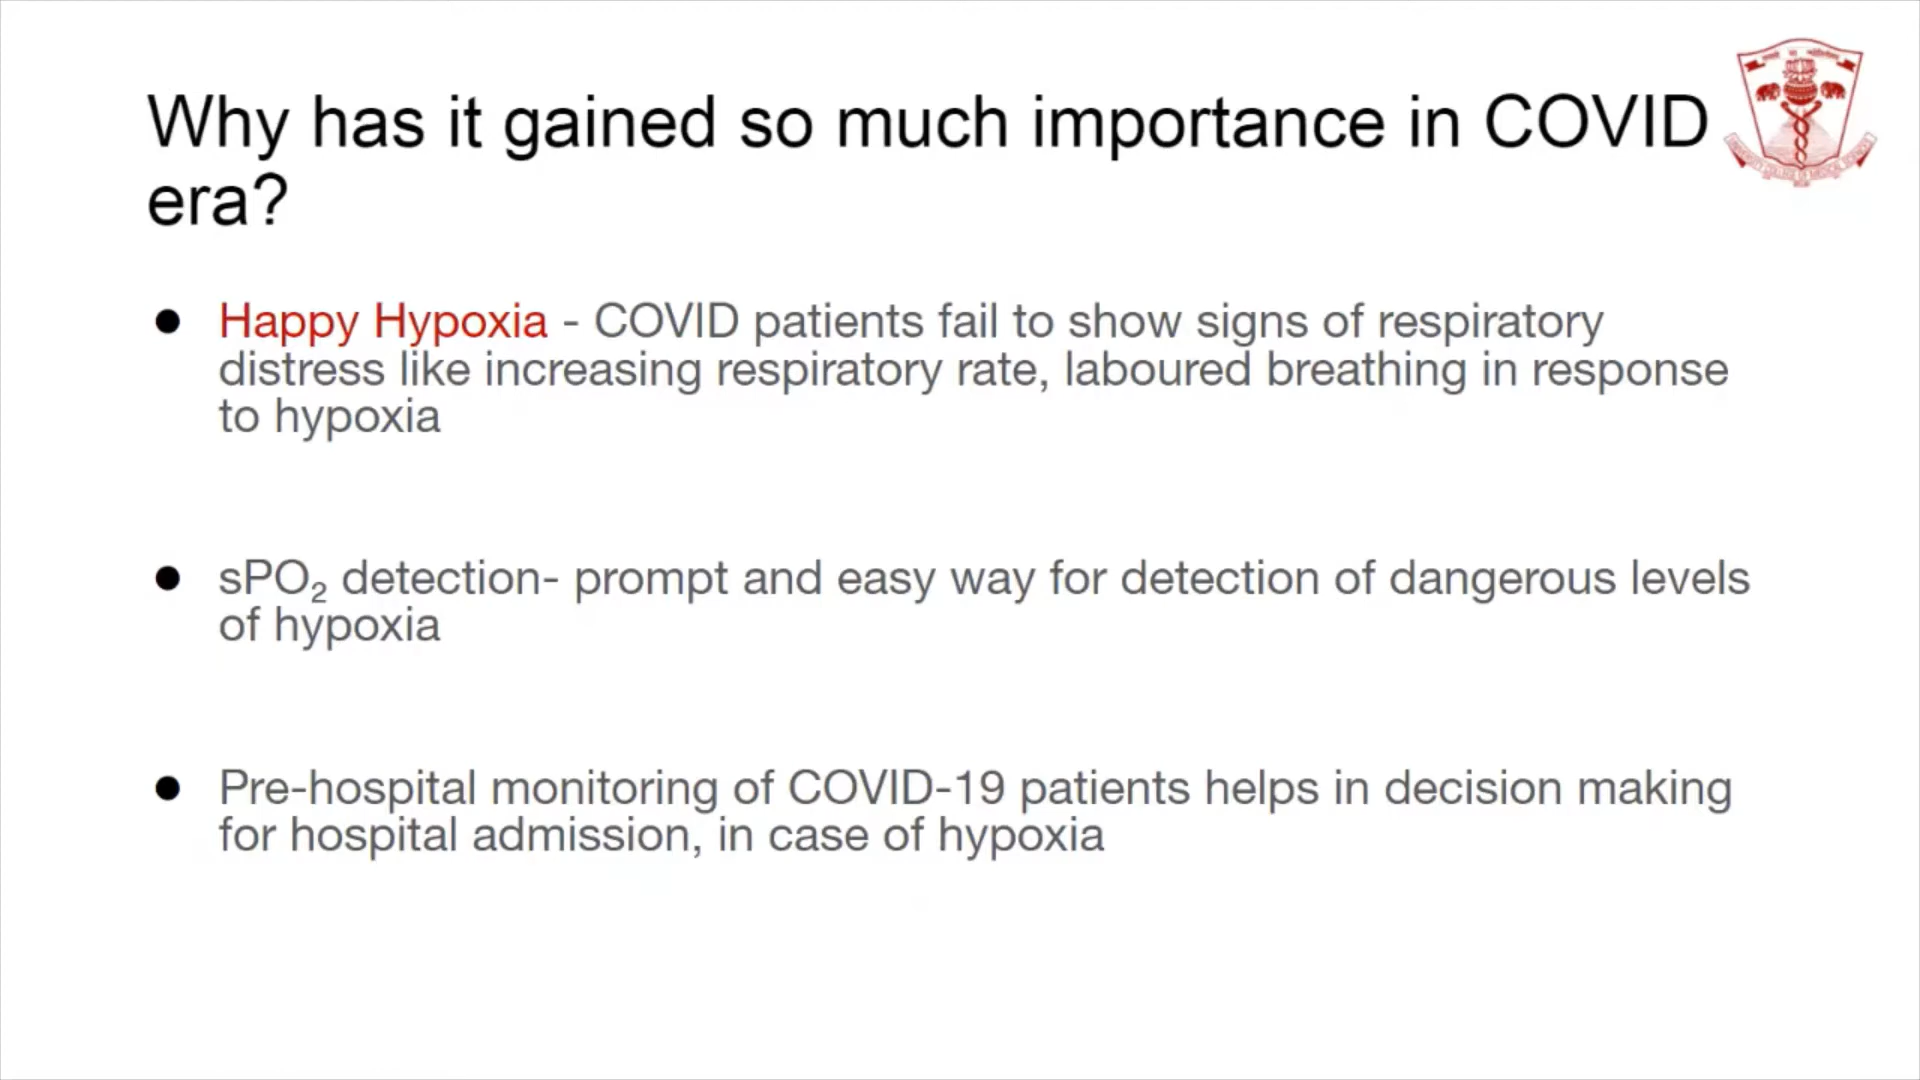 Why has it gained so much importance in COVID
era?
● Happy Hypoxia - COVID patients fail to show signs of respiratory
distress like increasing respiratory rate, laboured breathing in response
to hypoxia
● sPO₂ detection- prompt and easy way for detection of dangerous levels
of hypoxia
● Pre-hospital monitoring of COVID-19 patients helps in decision making
for hospital admission, in case of hypoxia